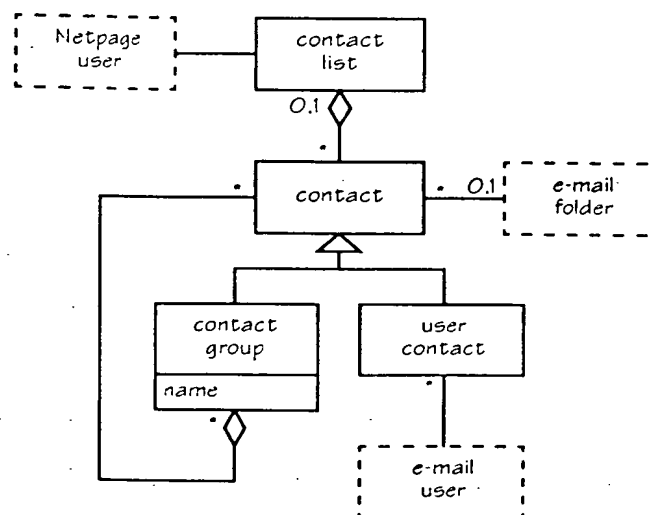 Netpage
user
contact
list
0.1
*
*
contact
*
0.1
e-mail
folder
contact
group
name
*
user
contact
*
e-mail
user